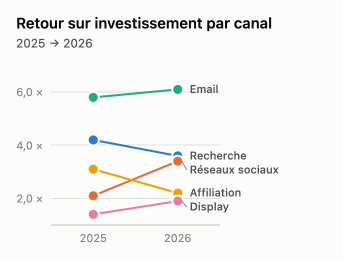 Retour sur investissement par canal
2025 → 2026
6,0 ×
Email
4,0 ×
Recherche
Réseaux sociaux
2,0 ×
Affiliation
Display
2025
2026